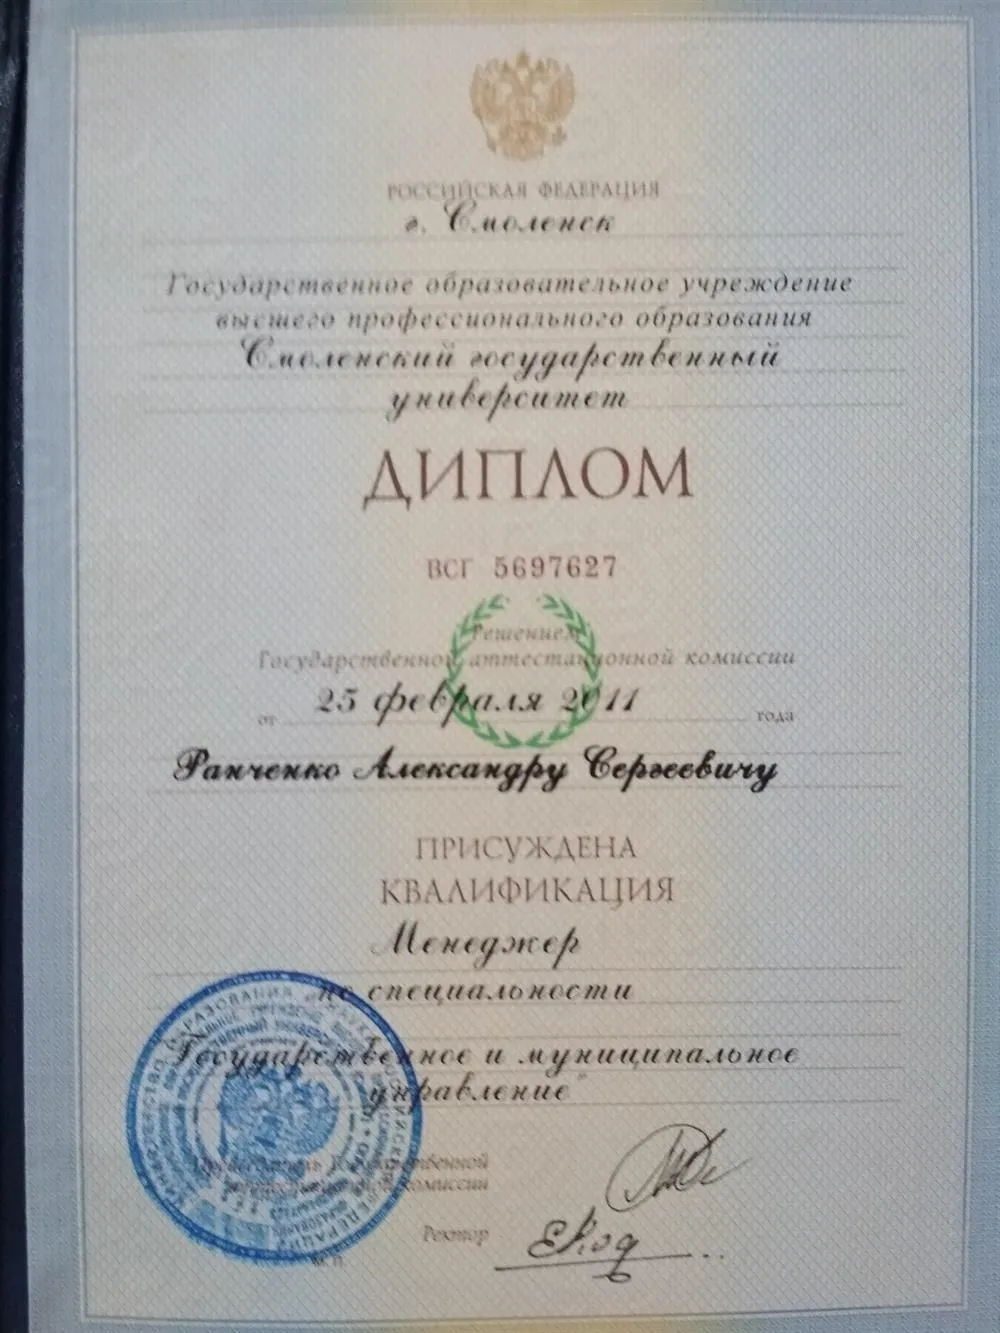 РОССИЙСКАЯ ФЕДЕРАЦИЯ
г. Смоленск
Государственное образовательное учреждение
высшего профессионального образования
Смоленский государственный
университет
ДИПЛОМ
ВСГ 5697627
Решением
Государственной аттестационной комиссии
от 25 февраля 2011 года
Ранченко Александру Сергеевичу
ПРИСУЖДЕНА
КВАЛИФИКАЦИЯ
Менеджер
по специальности
"Государственное и муниципальное
управление"
Председатель Государственной
аттестационной комиссии
Ректор
М.П.